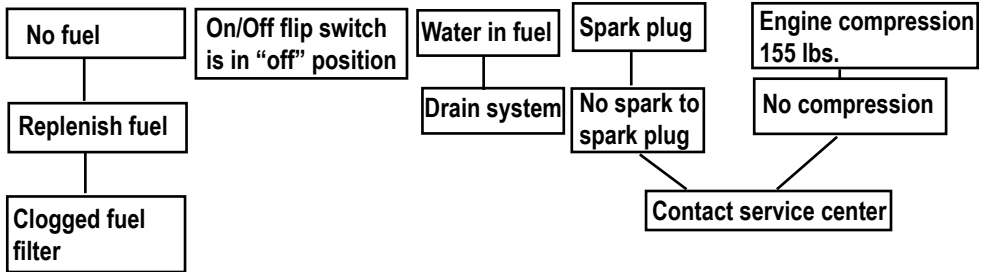 No fuel
On/Off flip switch
is in “off” position
Water in fuel
Spark plug
Engine compression
155 lbs.
Replenish fuel
Drain system
No spark to
spark plug
No compression
Clogged fuel
filter
Contact service center